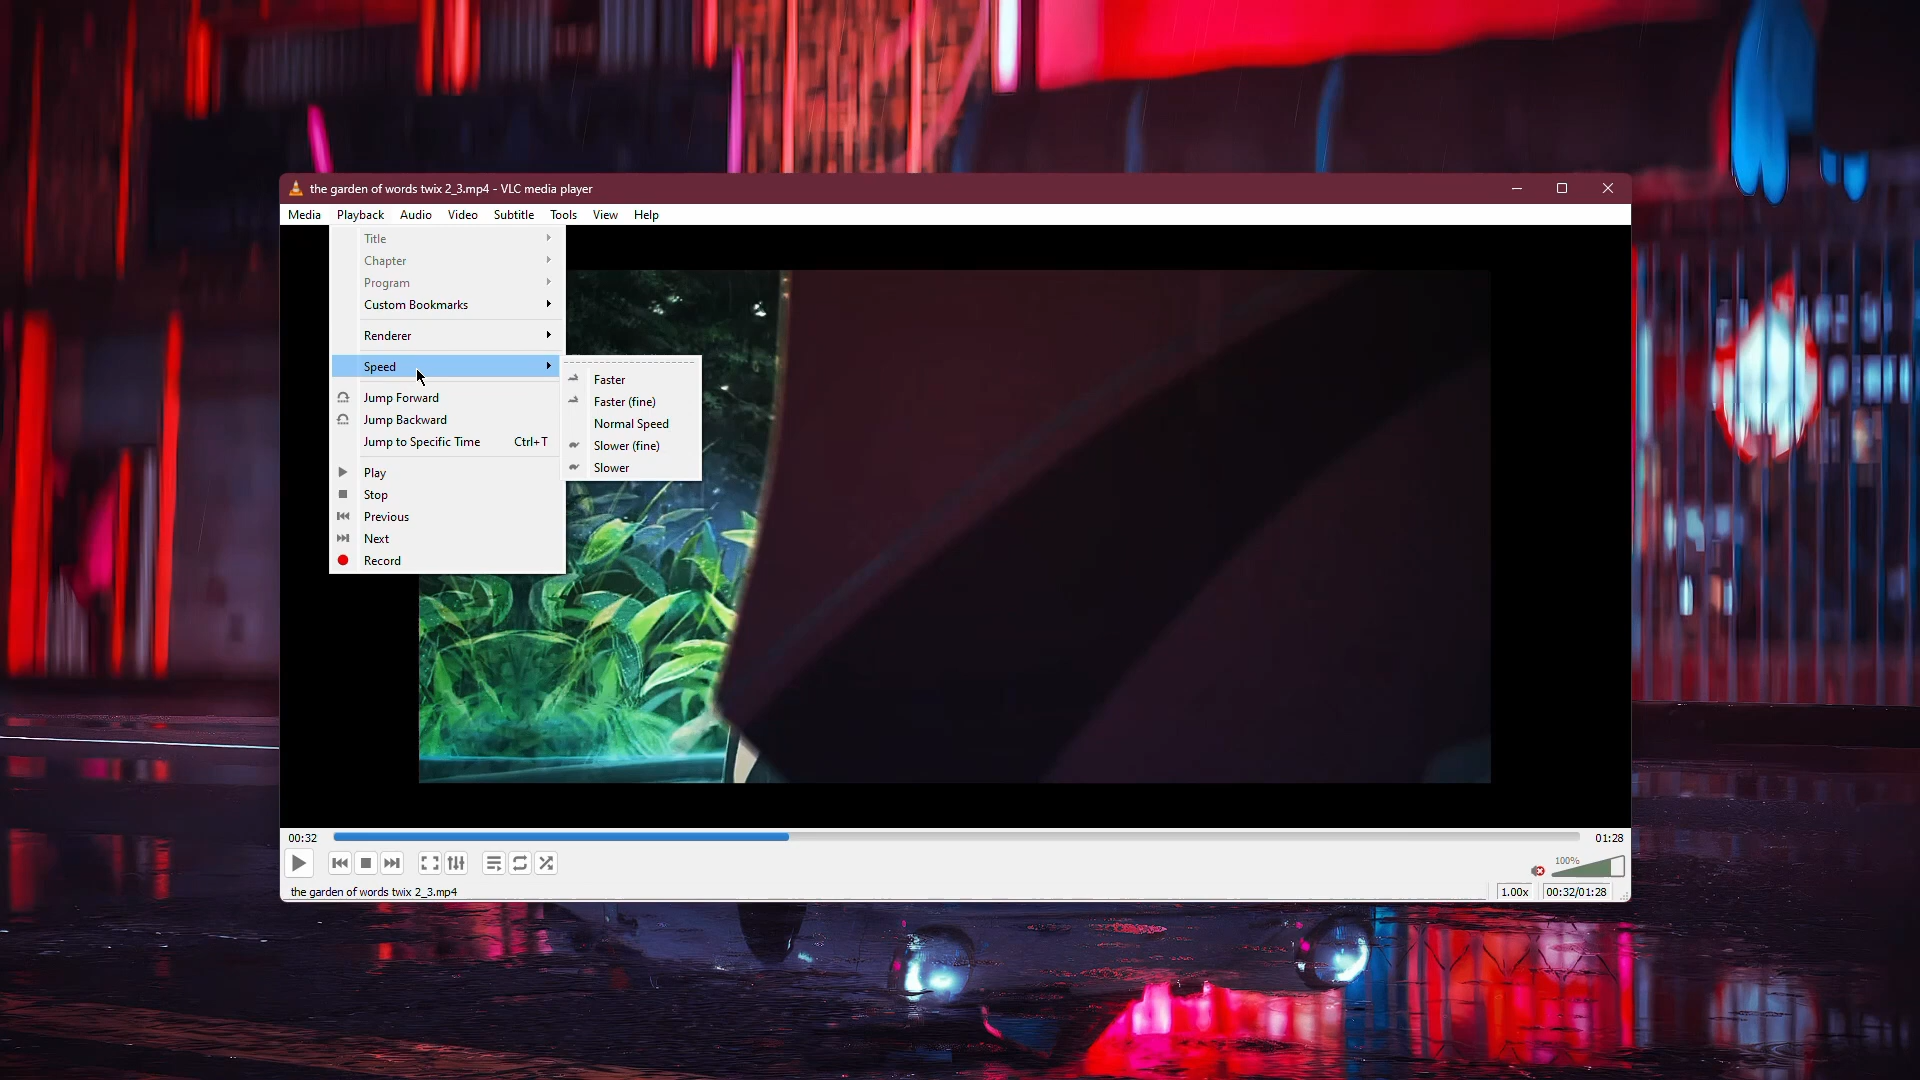 the garden of words twix 2_3.mp4 - VLC media player
Media Playback Audio Video Subtitle Tools View Help
Title
Chapter
Program
Custom Bookmarks
Renderer
Speed
Faster
Faster (fine)
Normal Speed
Slower (fine)
Slower
Jump Forward
Jump Backward
Jump to Specific Time Ctrl+T
Play
Stop
Previous
Next
Record
00:32 01:28
100%
the garden of words twix 2_3.mp4 1.00x 00:32/01:28